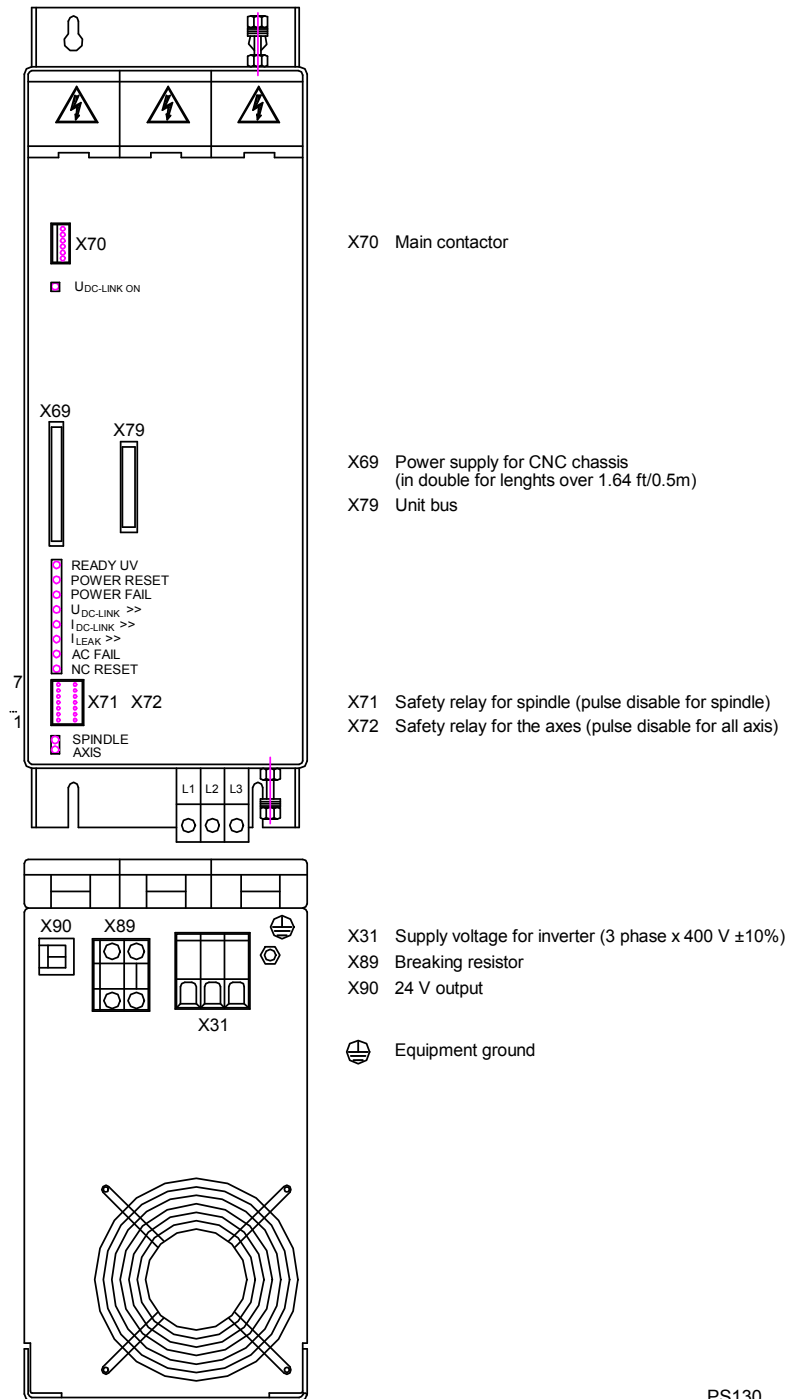 X70
X70 Main contactor
UDC-LINK ON
X69
X79
X69 Power supply for CNC chassis
(in double for lenghts over 1.64 ft/0.5m)
X79 Unit bus
READY UV
POWER RESET
POWER FAIL
UDC-LINK >>
IDC-LINK >>
ILEAK >>
AC FAIL
NC RESET
7
...
1
X71 X72
X71 Safety relay for spindle (pulse disable for spindle)
X72 Safety relay for the axes (pulse disable for all axis)
SPINDLE
AXIS
L1 L2 L3
X90 X89
X31
X31 Supply voltage for inverter (3 phase x 400 V ±10%)
X89 Breaking resistor
X90 24 V output
Equipment ground
PS130